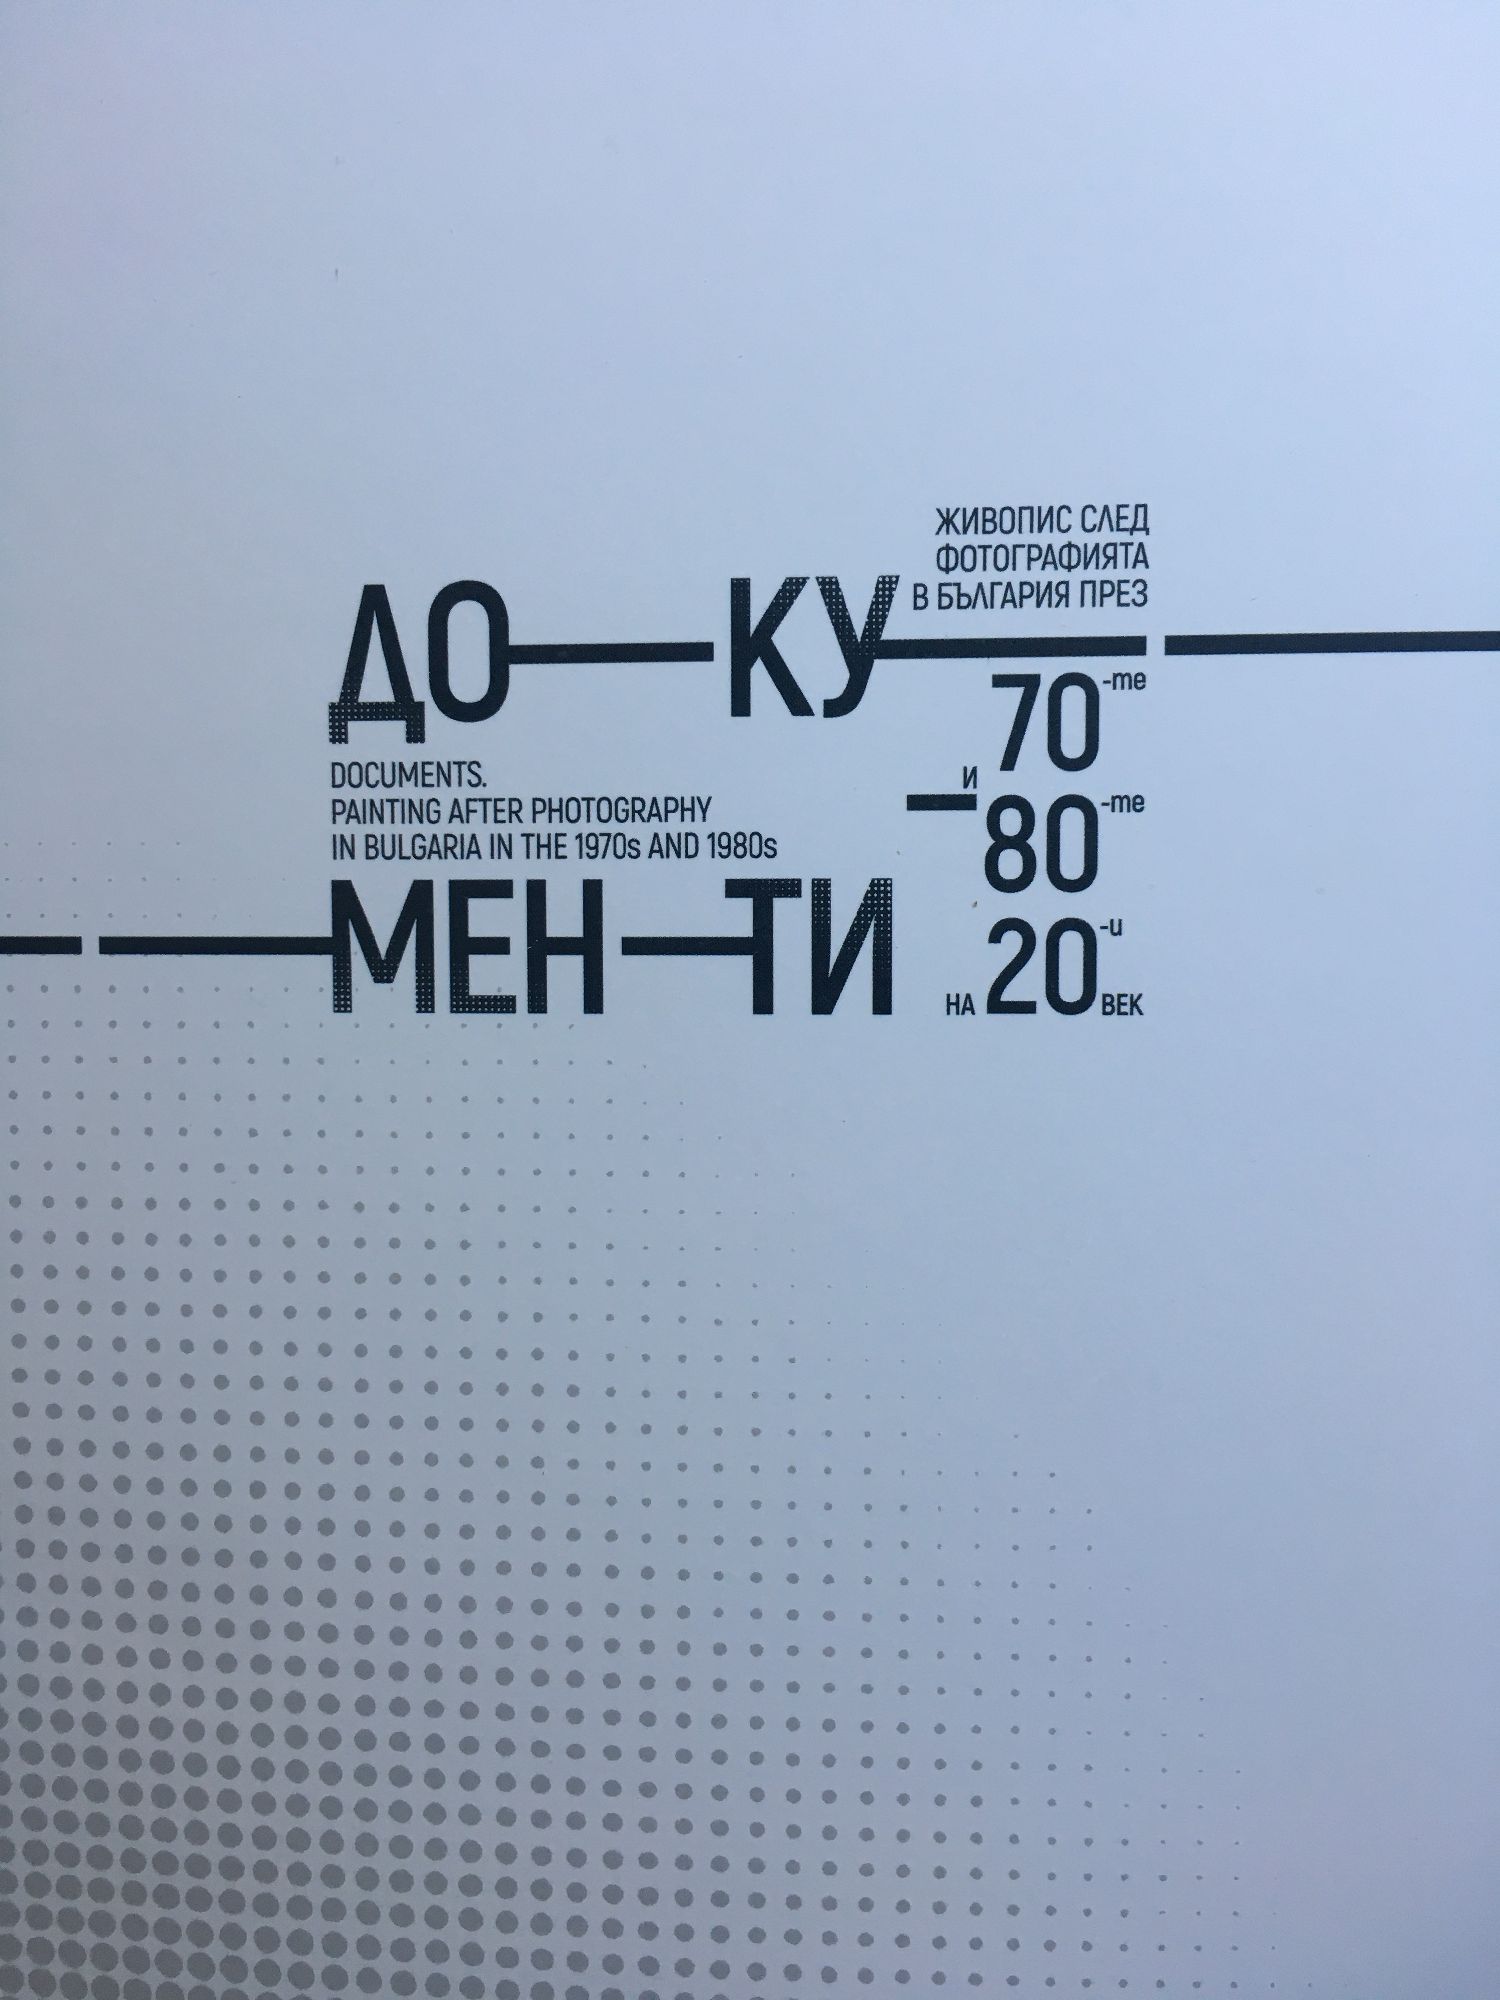 ДО—КУ
DOCUMENTS.
PAINTING AFTER PHOTOGRAPHY
IN BULGARIA IN THE 1970s AND 1980s
МЕН—ТИ
ЖИВОПИС СЛЕД
ФОТОГРАФИЯТА
В БЪЛГАРИЯ ПРЕЗ
70-те
и
80-те
НА 20-и ВЕК